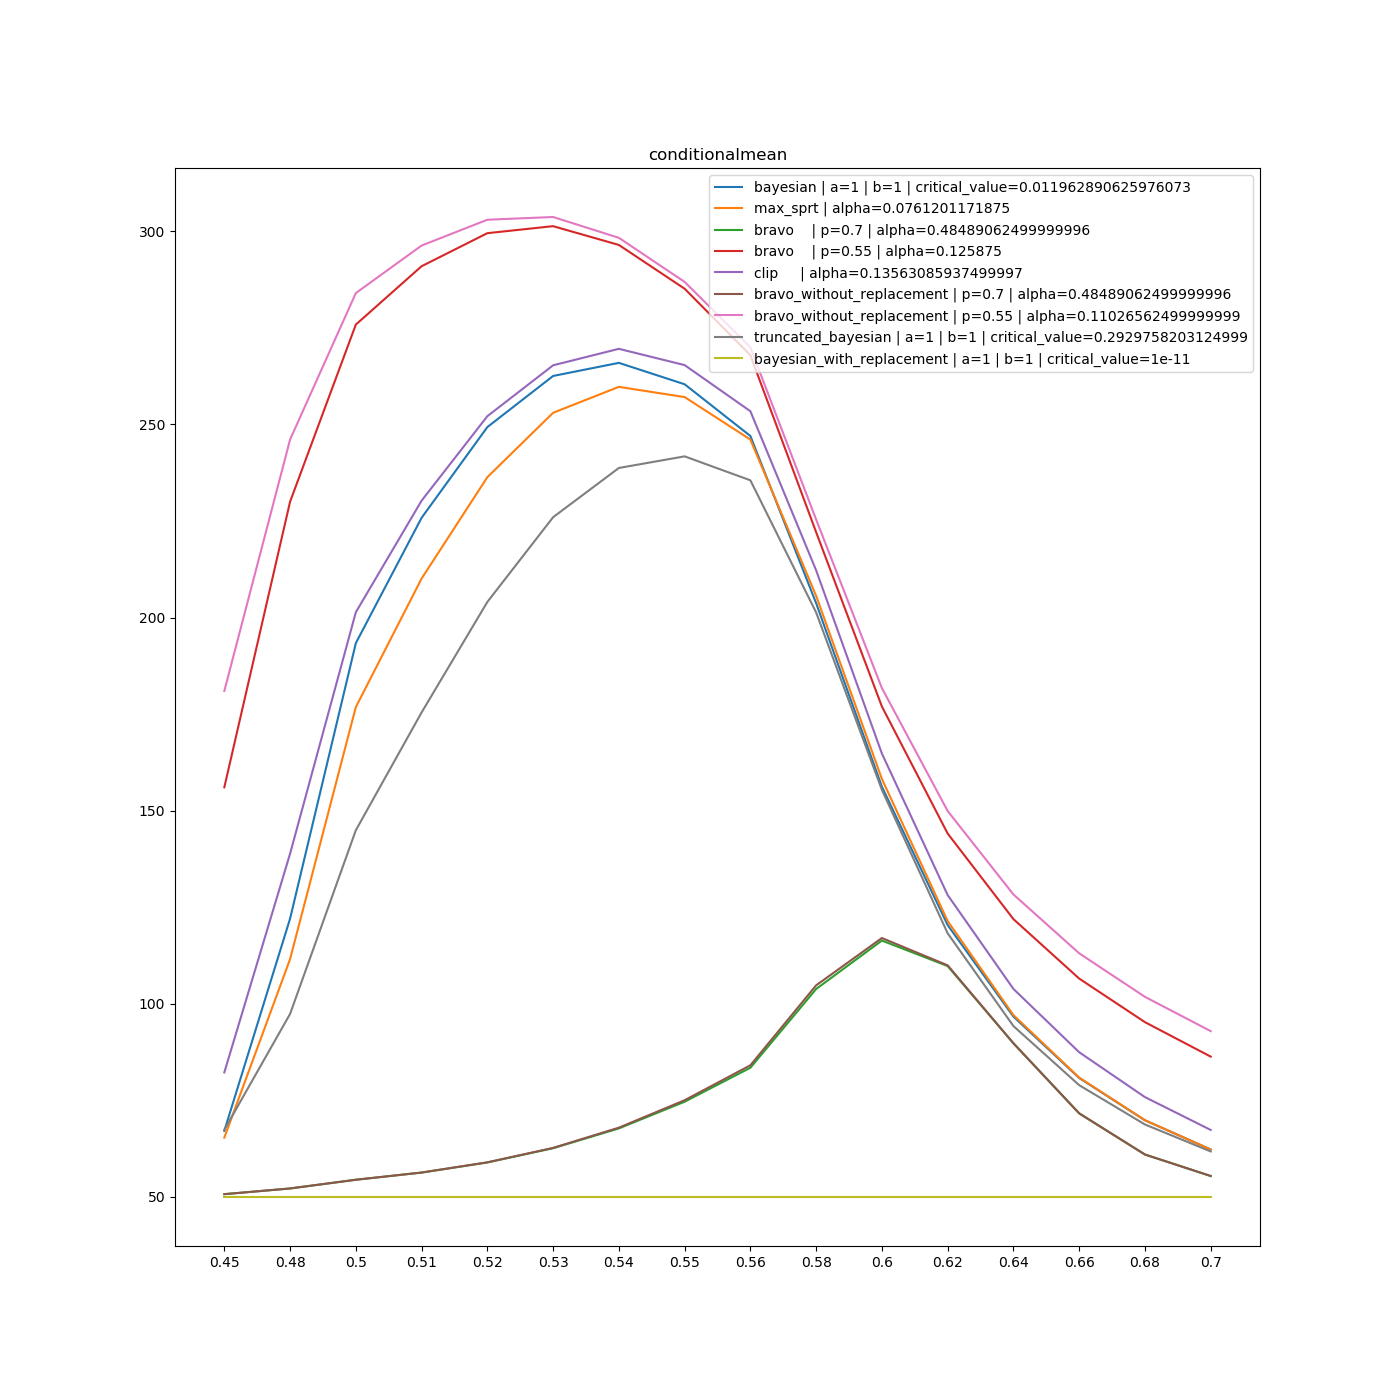 conditionalmean
bayesian | a=1 | b=1 | critical_value=0.011962890625976073
max_sprt | alpha=0.0761201171875
bravo    | p=0.7 | alpha=0.48489062499999996
bravo    | p=0.55 | alpha=0.125875
clip     | alpha=0.13563085937499997
bravo_without_replacement | p=0.7 | alpha=0.48489062499999996
bravo_without_replacement | p=0.55 | alpha=0.11026562499999999
truncated_bayesian | a=1 | b=1 | critical_value=0.2929758203124999
bayesian_with_replacement | a=1 | b=1 | critical_value=1e-11
300
250
200
150
100
50
0.45 0.48 0.5 0.51 0.52 0.53 0.54 0.55 0.56 0.58 0.6 0.62 0.64 0.66 0.68 0.7